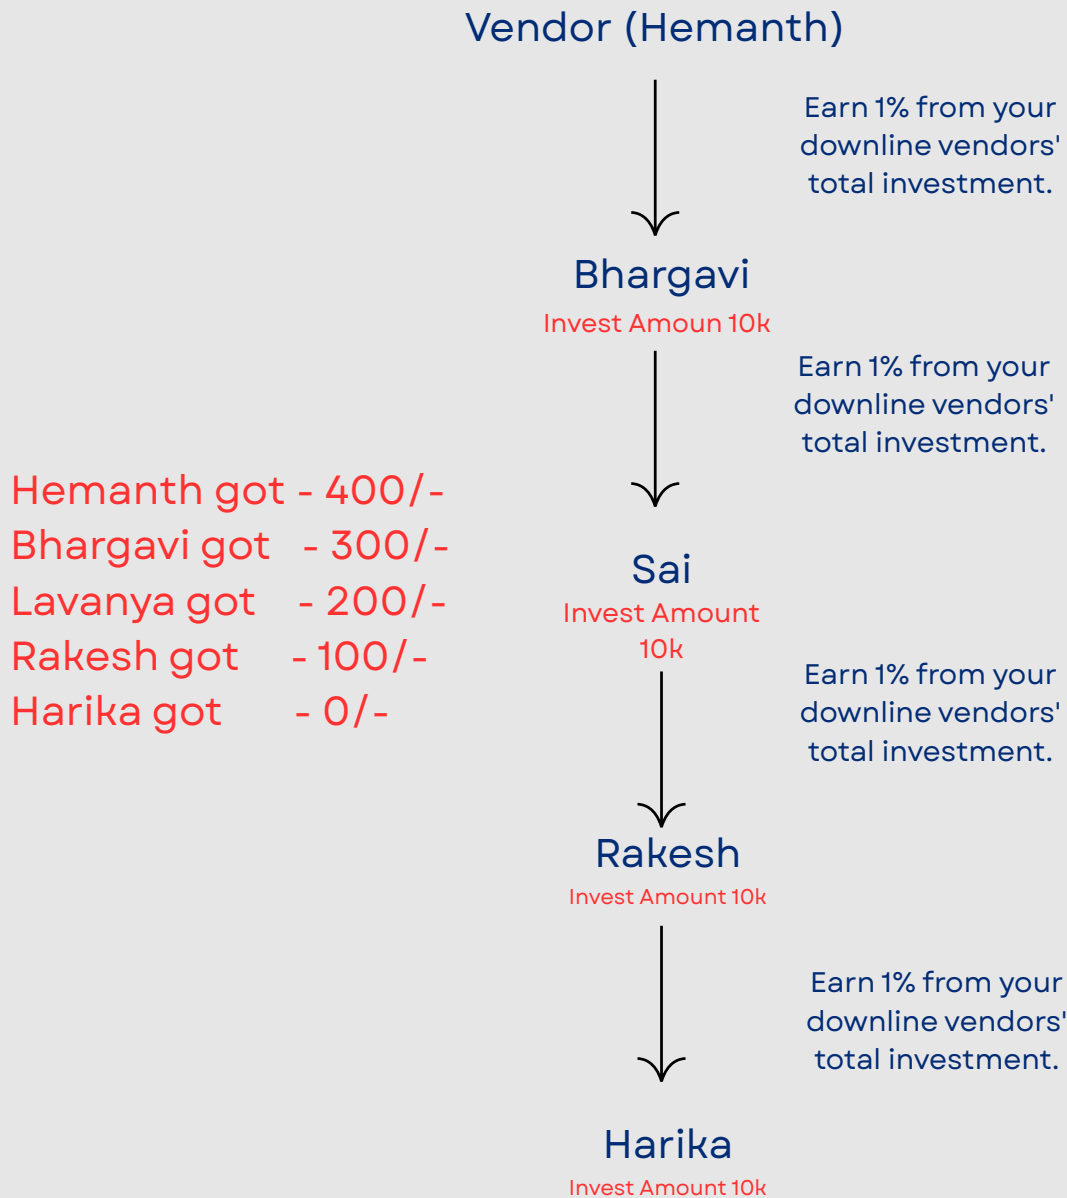 Vendor (Hemanth)
Earn 1% from your
downline vendors'
total investment.
Bhargavi
Invest Amoun 10k
Earn 1% from your
downline vendors'
total investment.
Hemanth got - 400/-
Bhargavi got - 300/-
Lavanya got - 200/-
Rakesh got - 100/-
Harika got - 0/-
Sai
Invest Amount
10k
Earn 1% from your
downline vendors'
total investment.
Rakesh
Invest Amount 10k
Earn 1% from your
downline vendors'
total investment.
Harika
Invest Amount 10k